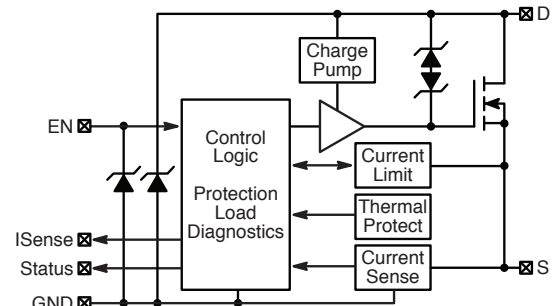 D
Charge
Pump
EN
Control
Logic
Protection
Load
Diagnostics
Current
Limit
Thermal
Protect
Current
Sense
ISense
Status
S
GND